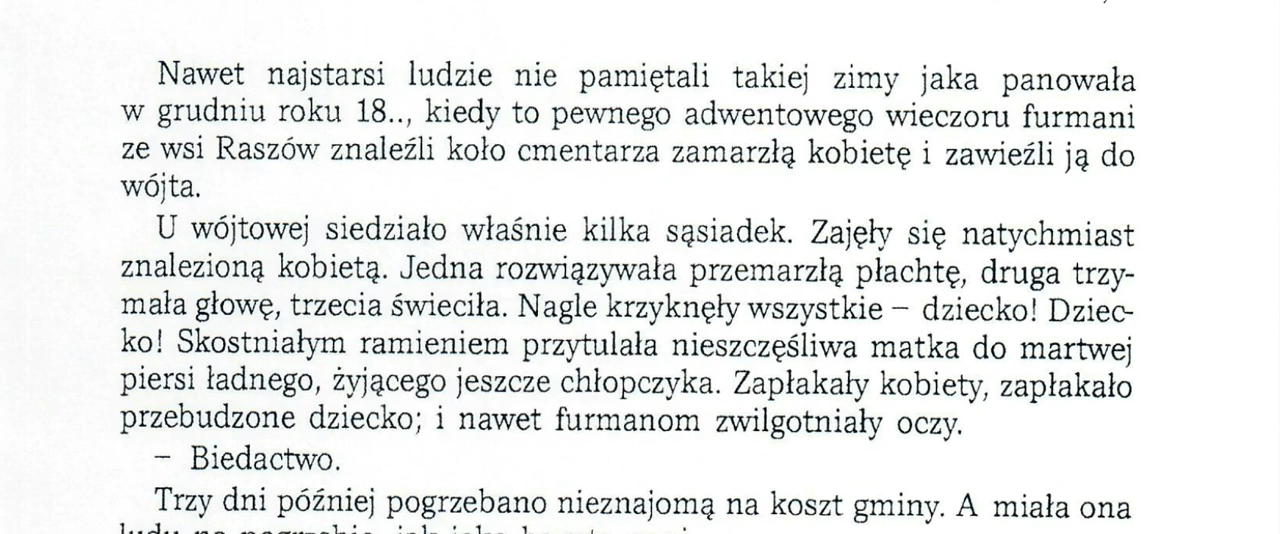 Nawet najstarsi ludzie nie pamiętali takiej zimy jaka panowała
w grudniu roku 18.., kiedy to pewnego adwentowego wieczoru furmani
ze wsi Raszów znaleźli koło cmentarza zamarzłą kobietę i zawieźli ją do
wójta.
U wójtowej siedziało właśnie kilka sąsiadek. Zajęły się natychmiast
znalezioną kobietą. Jedna rozwiązywała przemarzłą płachtę, druga trzy-
mała głowę, trzecia świeciła. Nagle krzyknęły wszystkie – dziecko! Dziec-
ko! Skostniałym ramieniem przytulała nieszczęśliwa matka do martwej
piersi ładnego, żyjącego jeszcze chłopczyka. Zapłakały kobiety, zapłakało
przebudzone dziecko; i nawet furmanom zwilgotniały oczy.
– Biedactwo.
Trzy dni później pogrzebano nieznajomą na koszt gminy. A miała ona